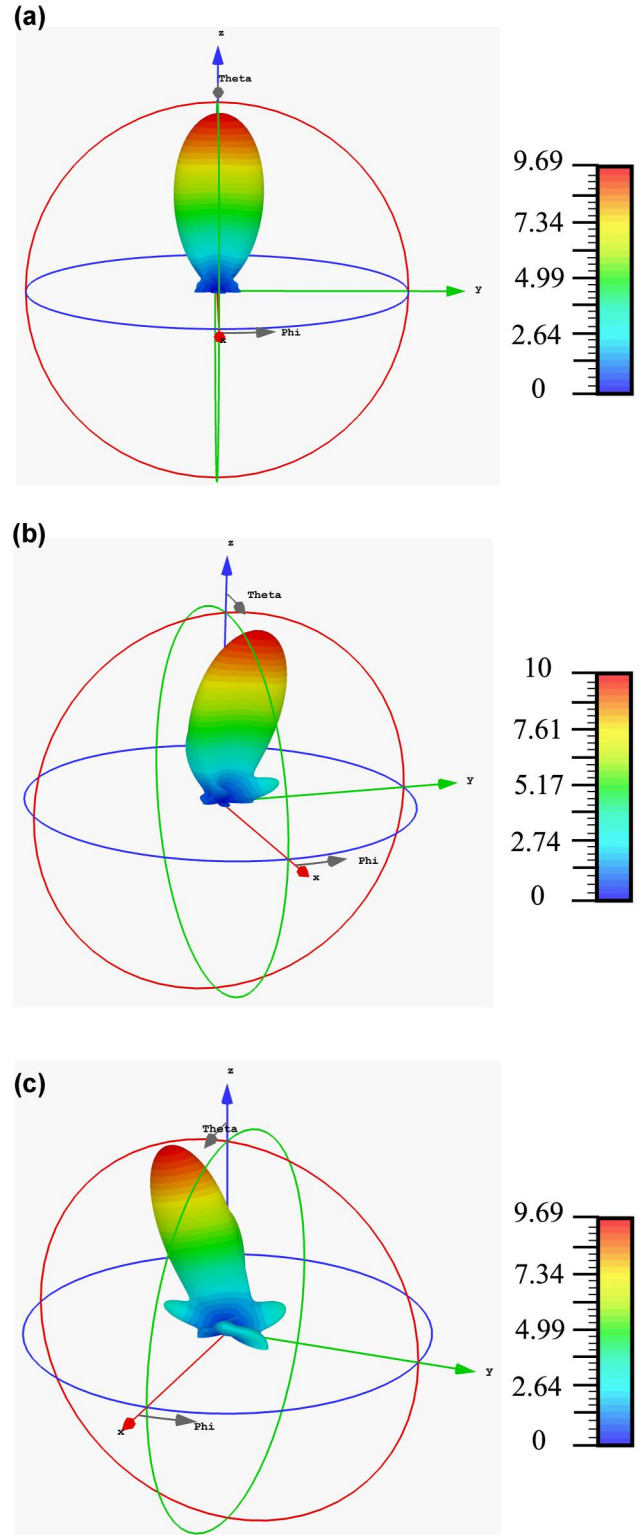 (a)
z
Theta
Y
x
Phi
9.69
7.34
4.99
2.64
0
(b)
z
Theta
Y
Phi
x
10
7.61
5.17
2.74
0
(c)
z
Theta
Y
x
Phi
9.69
7.34
4.99
2.64
0